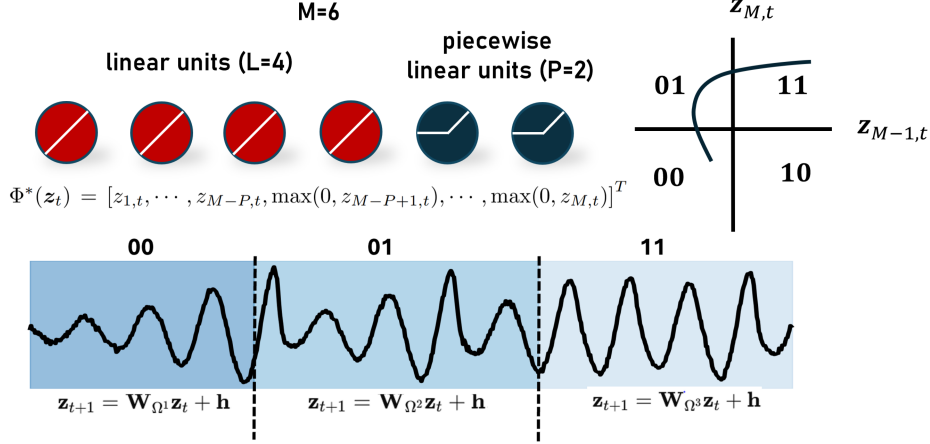 M=6
linear units (L=4)
piecewise
linear units (P=2)
Φ*(z_t) = [z_{1,t}, ⋯ , z_{M−P,t}, max(0, z_{M−P+1,t}), ⋯ , max(0, z_{M,t})]^T
z_{M,t}
01
11
z_{M−1,t}
00
10
00
01
11
z_{t+1} = W_{Ω^1} z_t + h
z_{t+1} = W_{Ω^2} z_t + h
z_{t+1} = W_{Ω^3} z_t + h